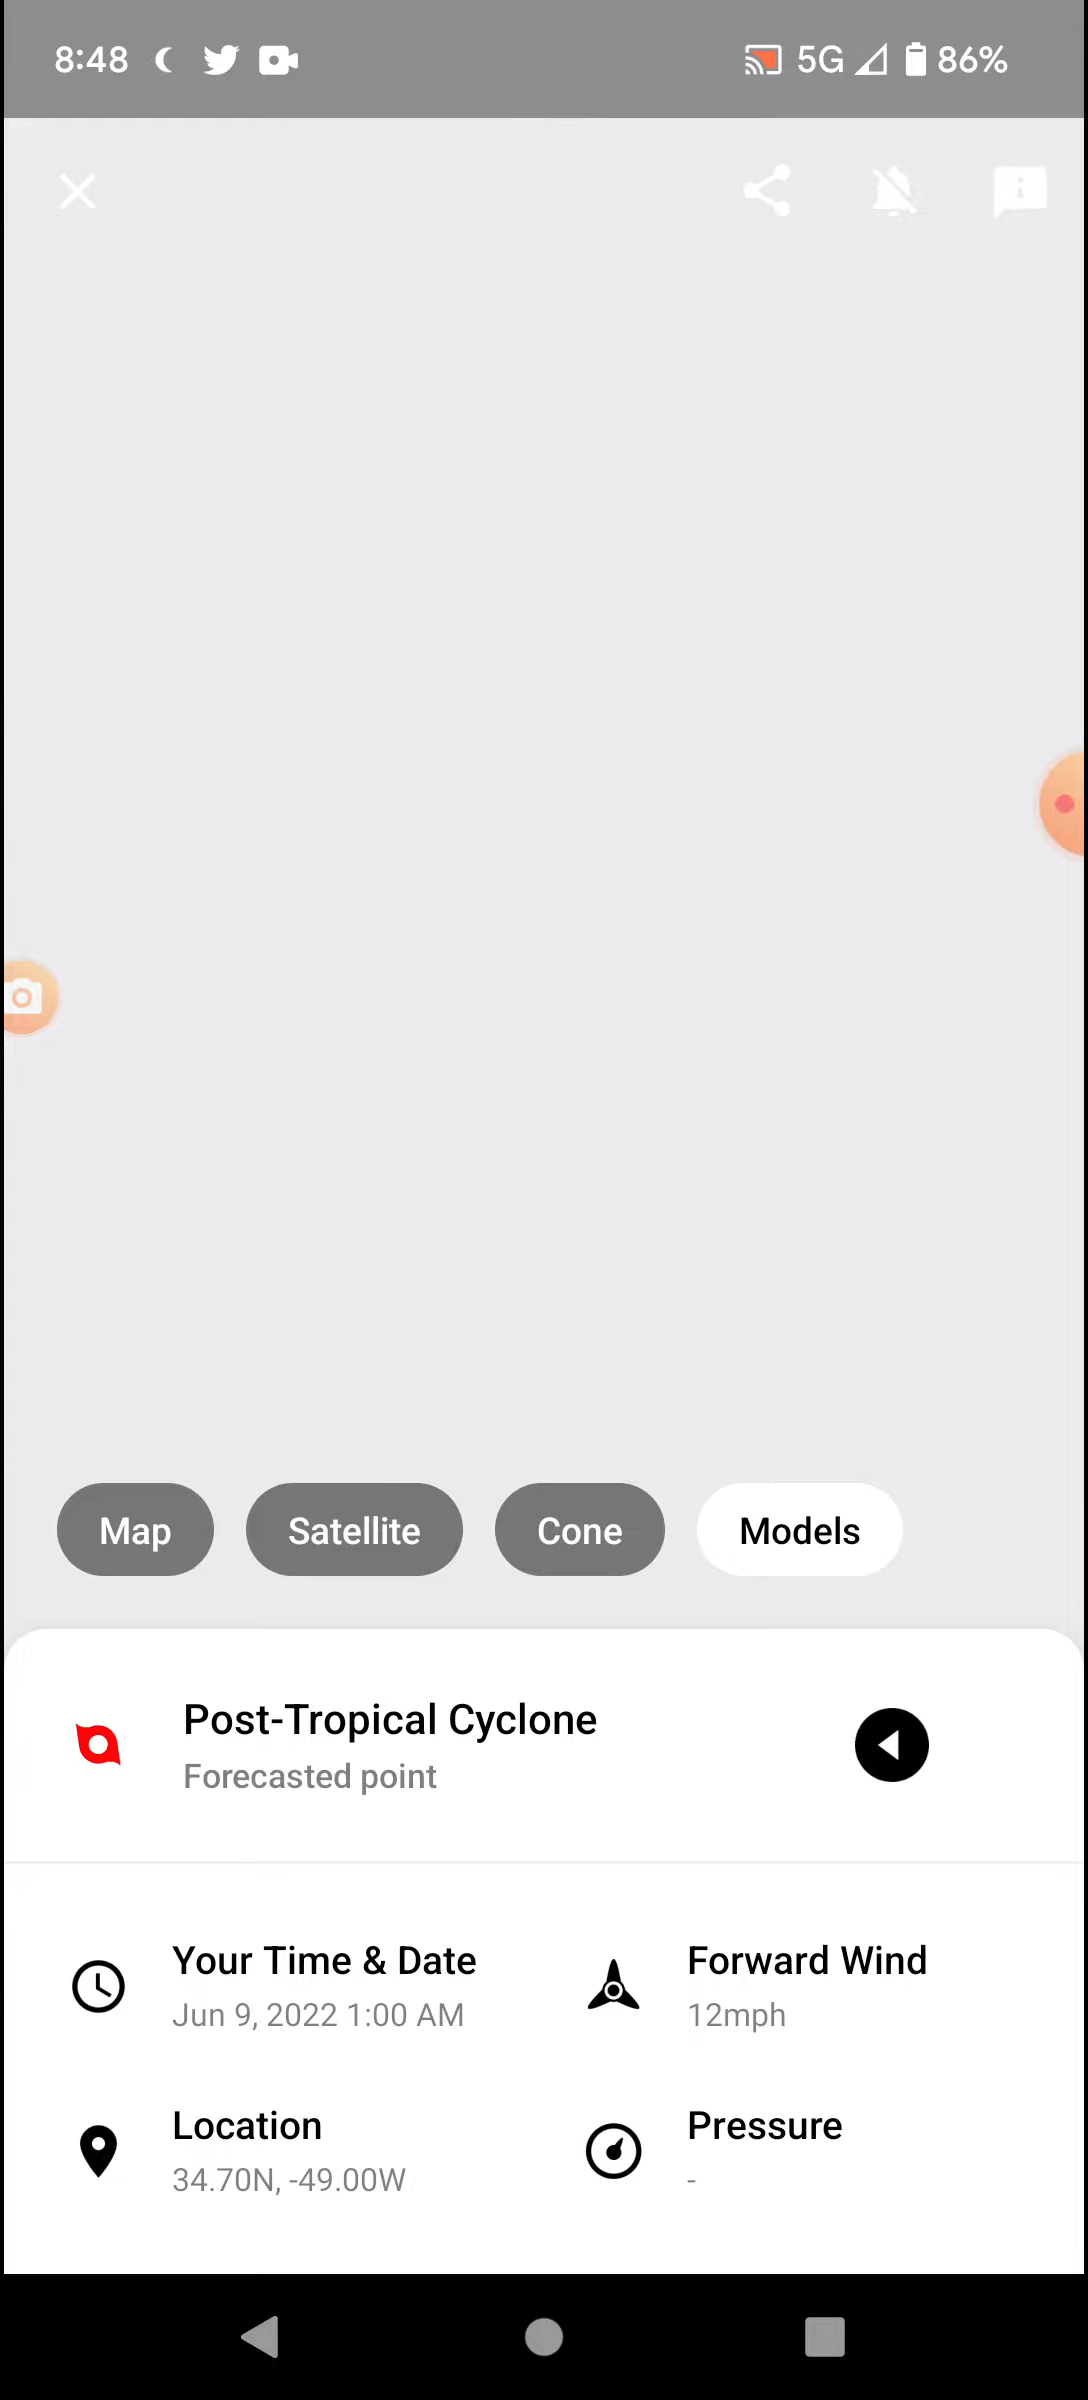 8:48
5G
86%
Map
Satellite
Cone
Models
Post-Tropical Cyclone
Forecasted point
Your Time & Date
Jun 9, 2022 1:00 AM
Forward Wind
12mph
Location
34.70N, -49.00W
Pressure
-